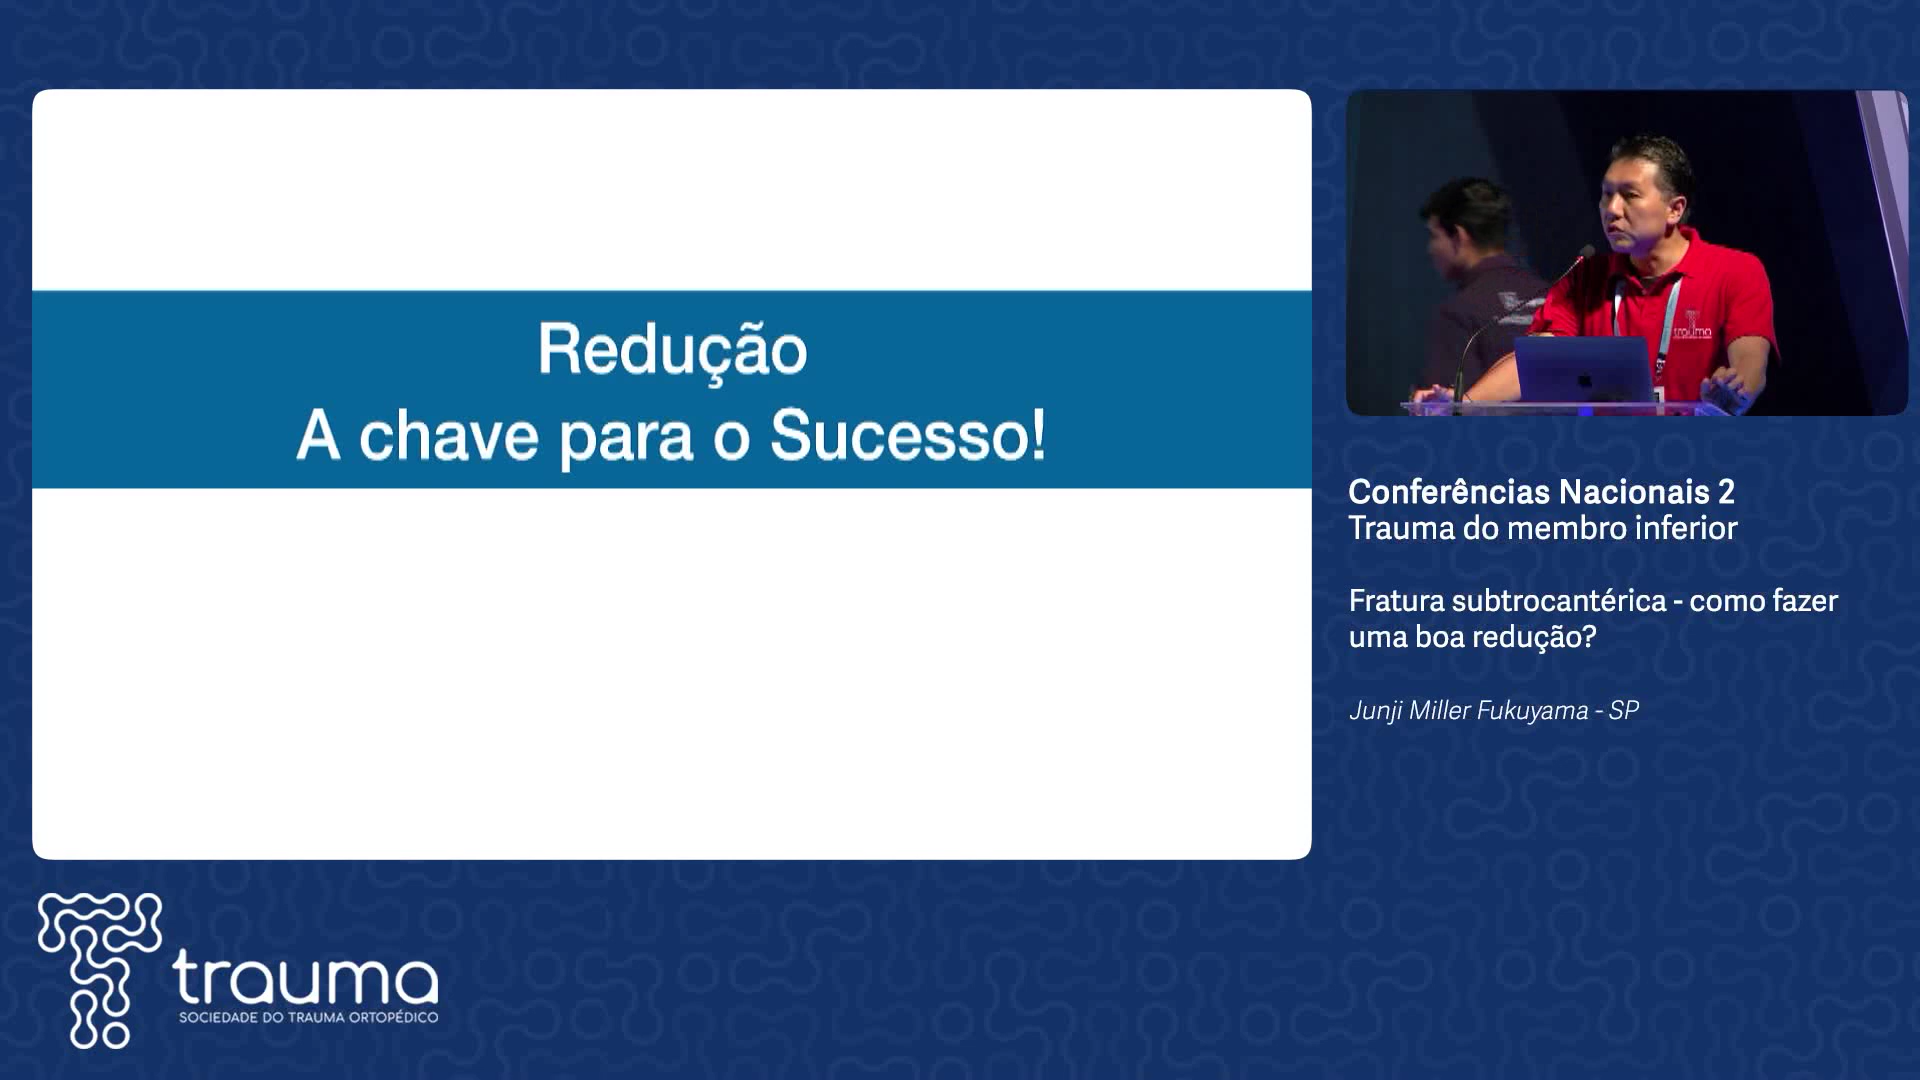 Redução
A chave para o Sucesso!
trauma
Conferências Nacionais 2
Trauma do membro inferior
Fratura subtrocantérica - como fazer
uma boa redução?
Junji Miller Fukuyama - SP
trauma
SOCIEDADE DO TRAUMA ORTOPÉDICO